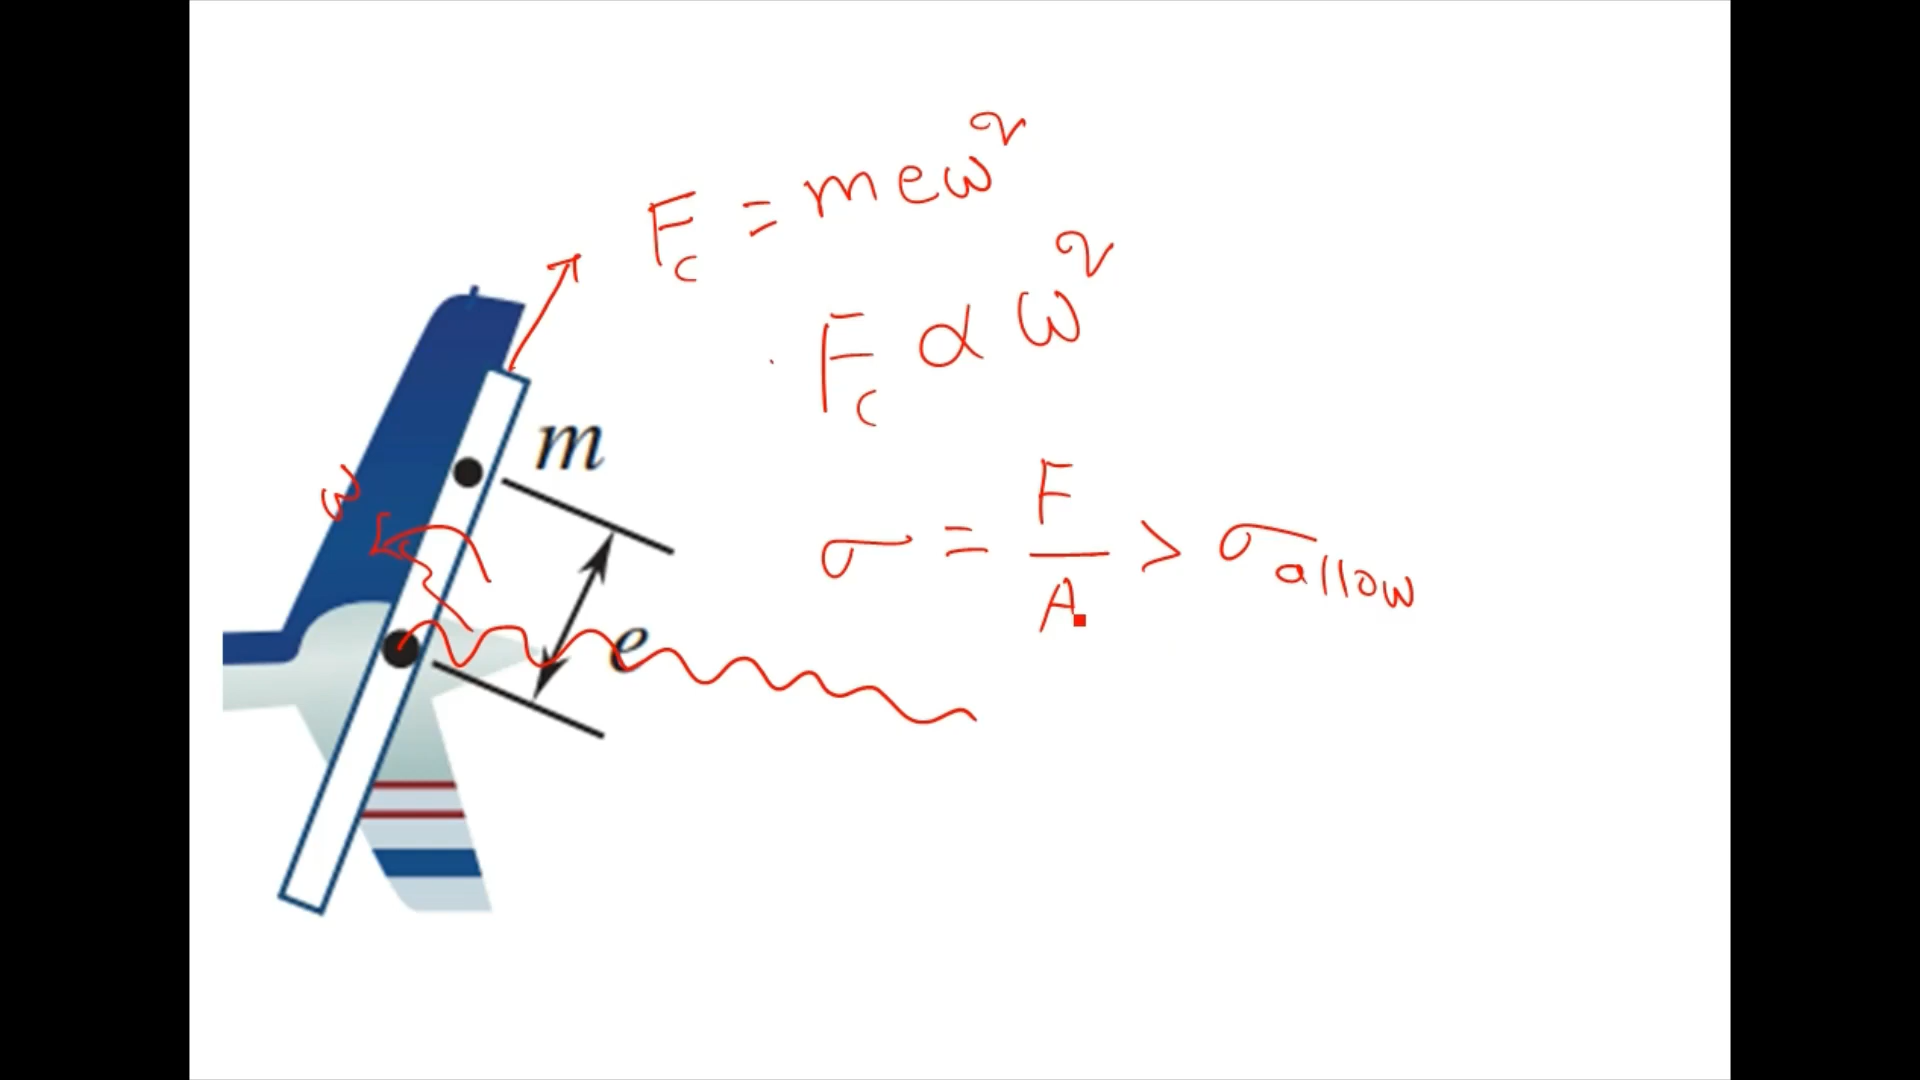 F_c = meω²
F_c ∝ ω²
m
ω
σ = F/A > σ_allow
e